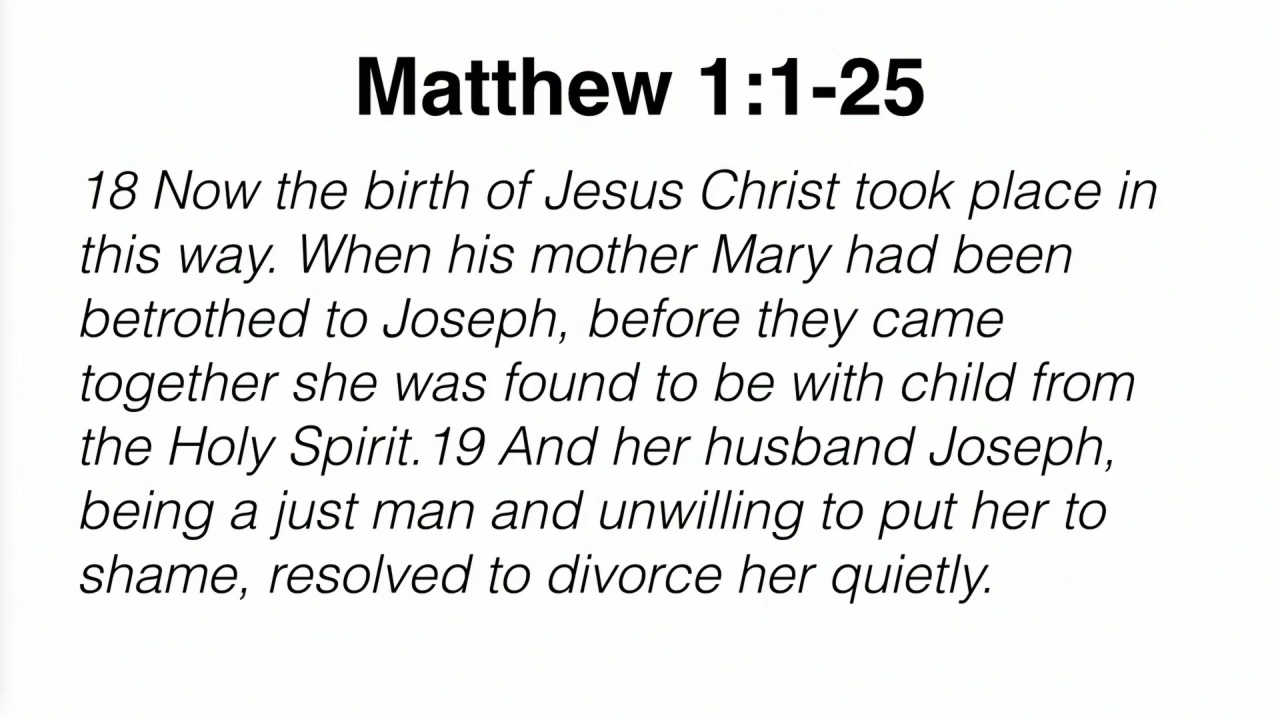 Matthew 1:1-25
18 Now the birth of Jesus Christ took place in
this way. When his mother Mary had been
betrothed to Joseph, before they came
together she was found to be with child from
the Holy Spirit.19 And her husband Joseph,
being a just man and unwilling to put her to
shame, resolved to divorce her quietly.